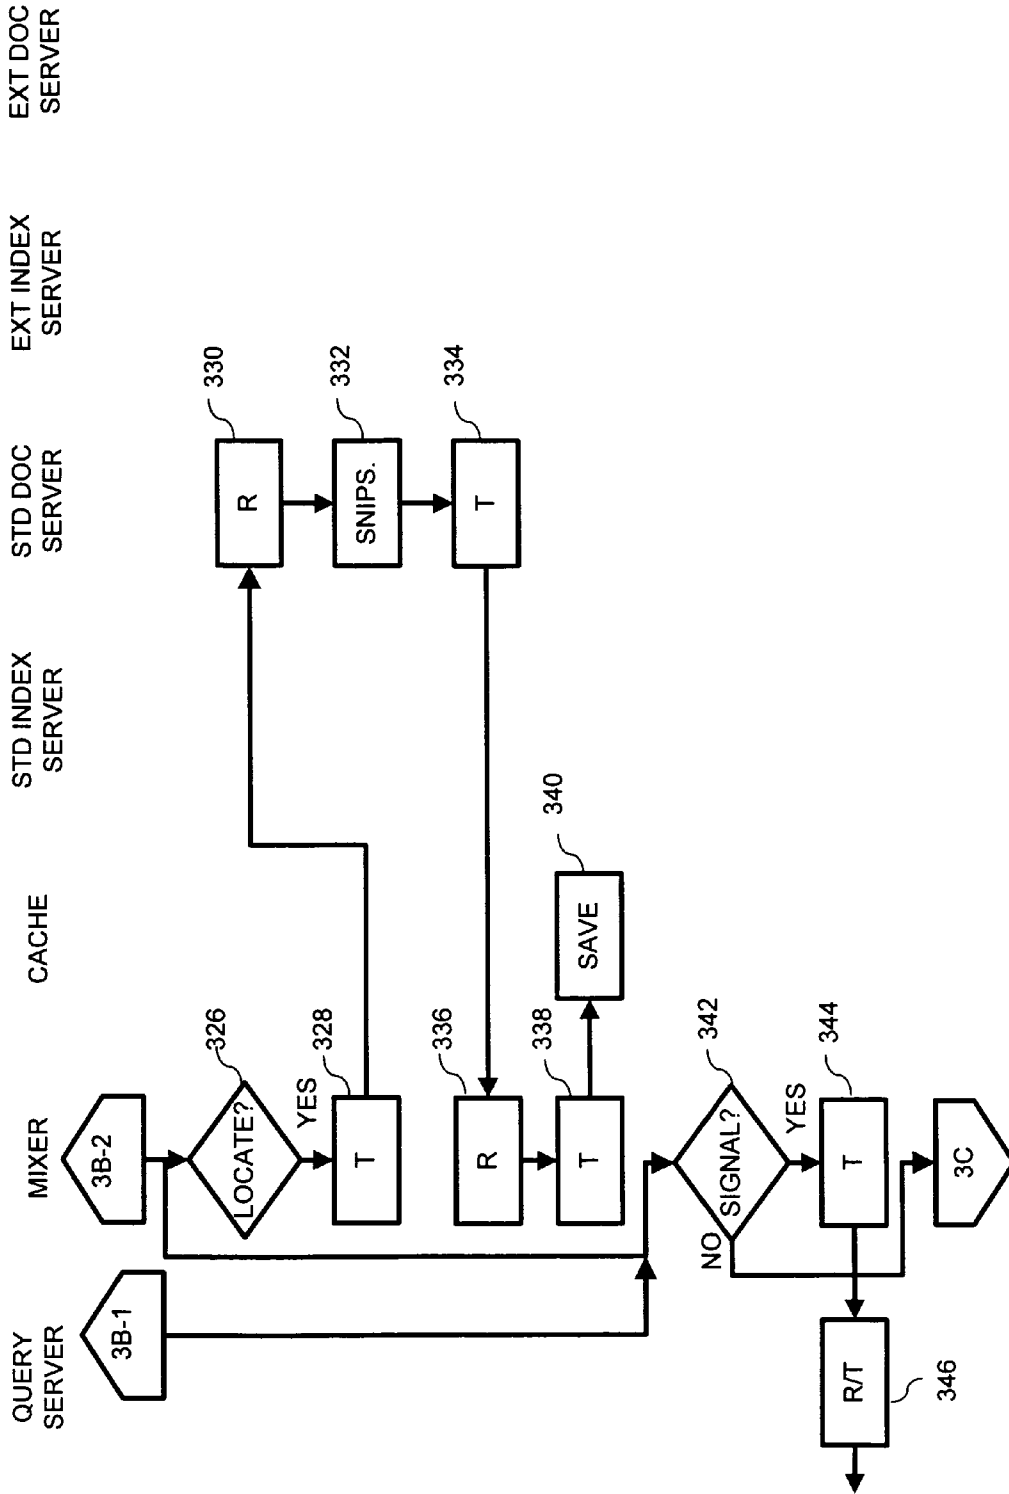 QUERY
SERVER
MIXER
CACHE
STD INDEX
SERVER
STD DOC
SERVER
EXT INDEX
SERVER
EXT DOC
SERVER
3B-1
3B-2
LOCATE?
326
YES
T
328
R
330
SNIPS.
332
T
334
R
336
T
338
SAVE
340
SIGNAL?
342
NO
YES
T
344
R/T
346
3C